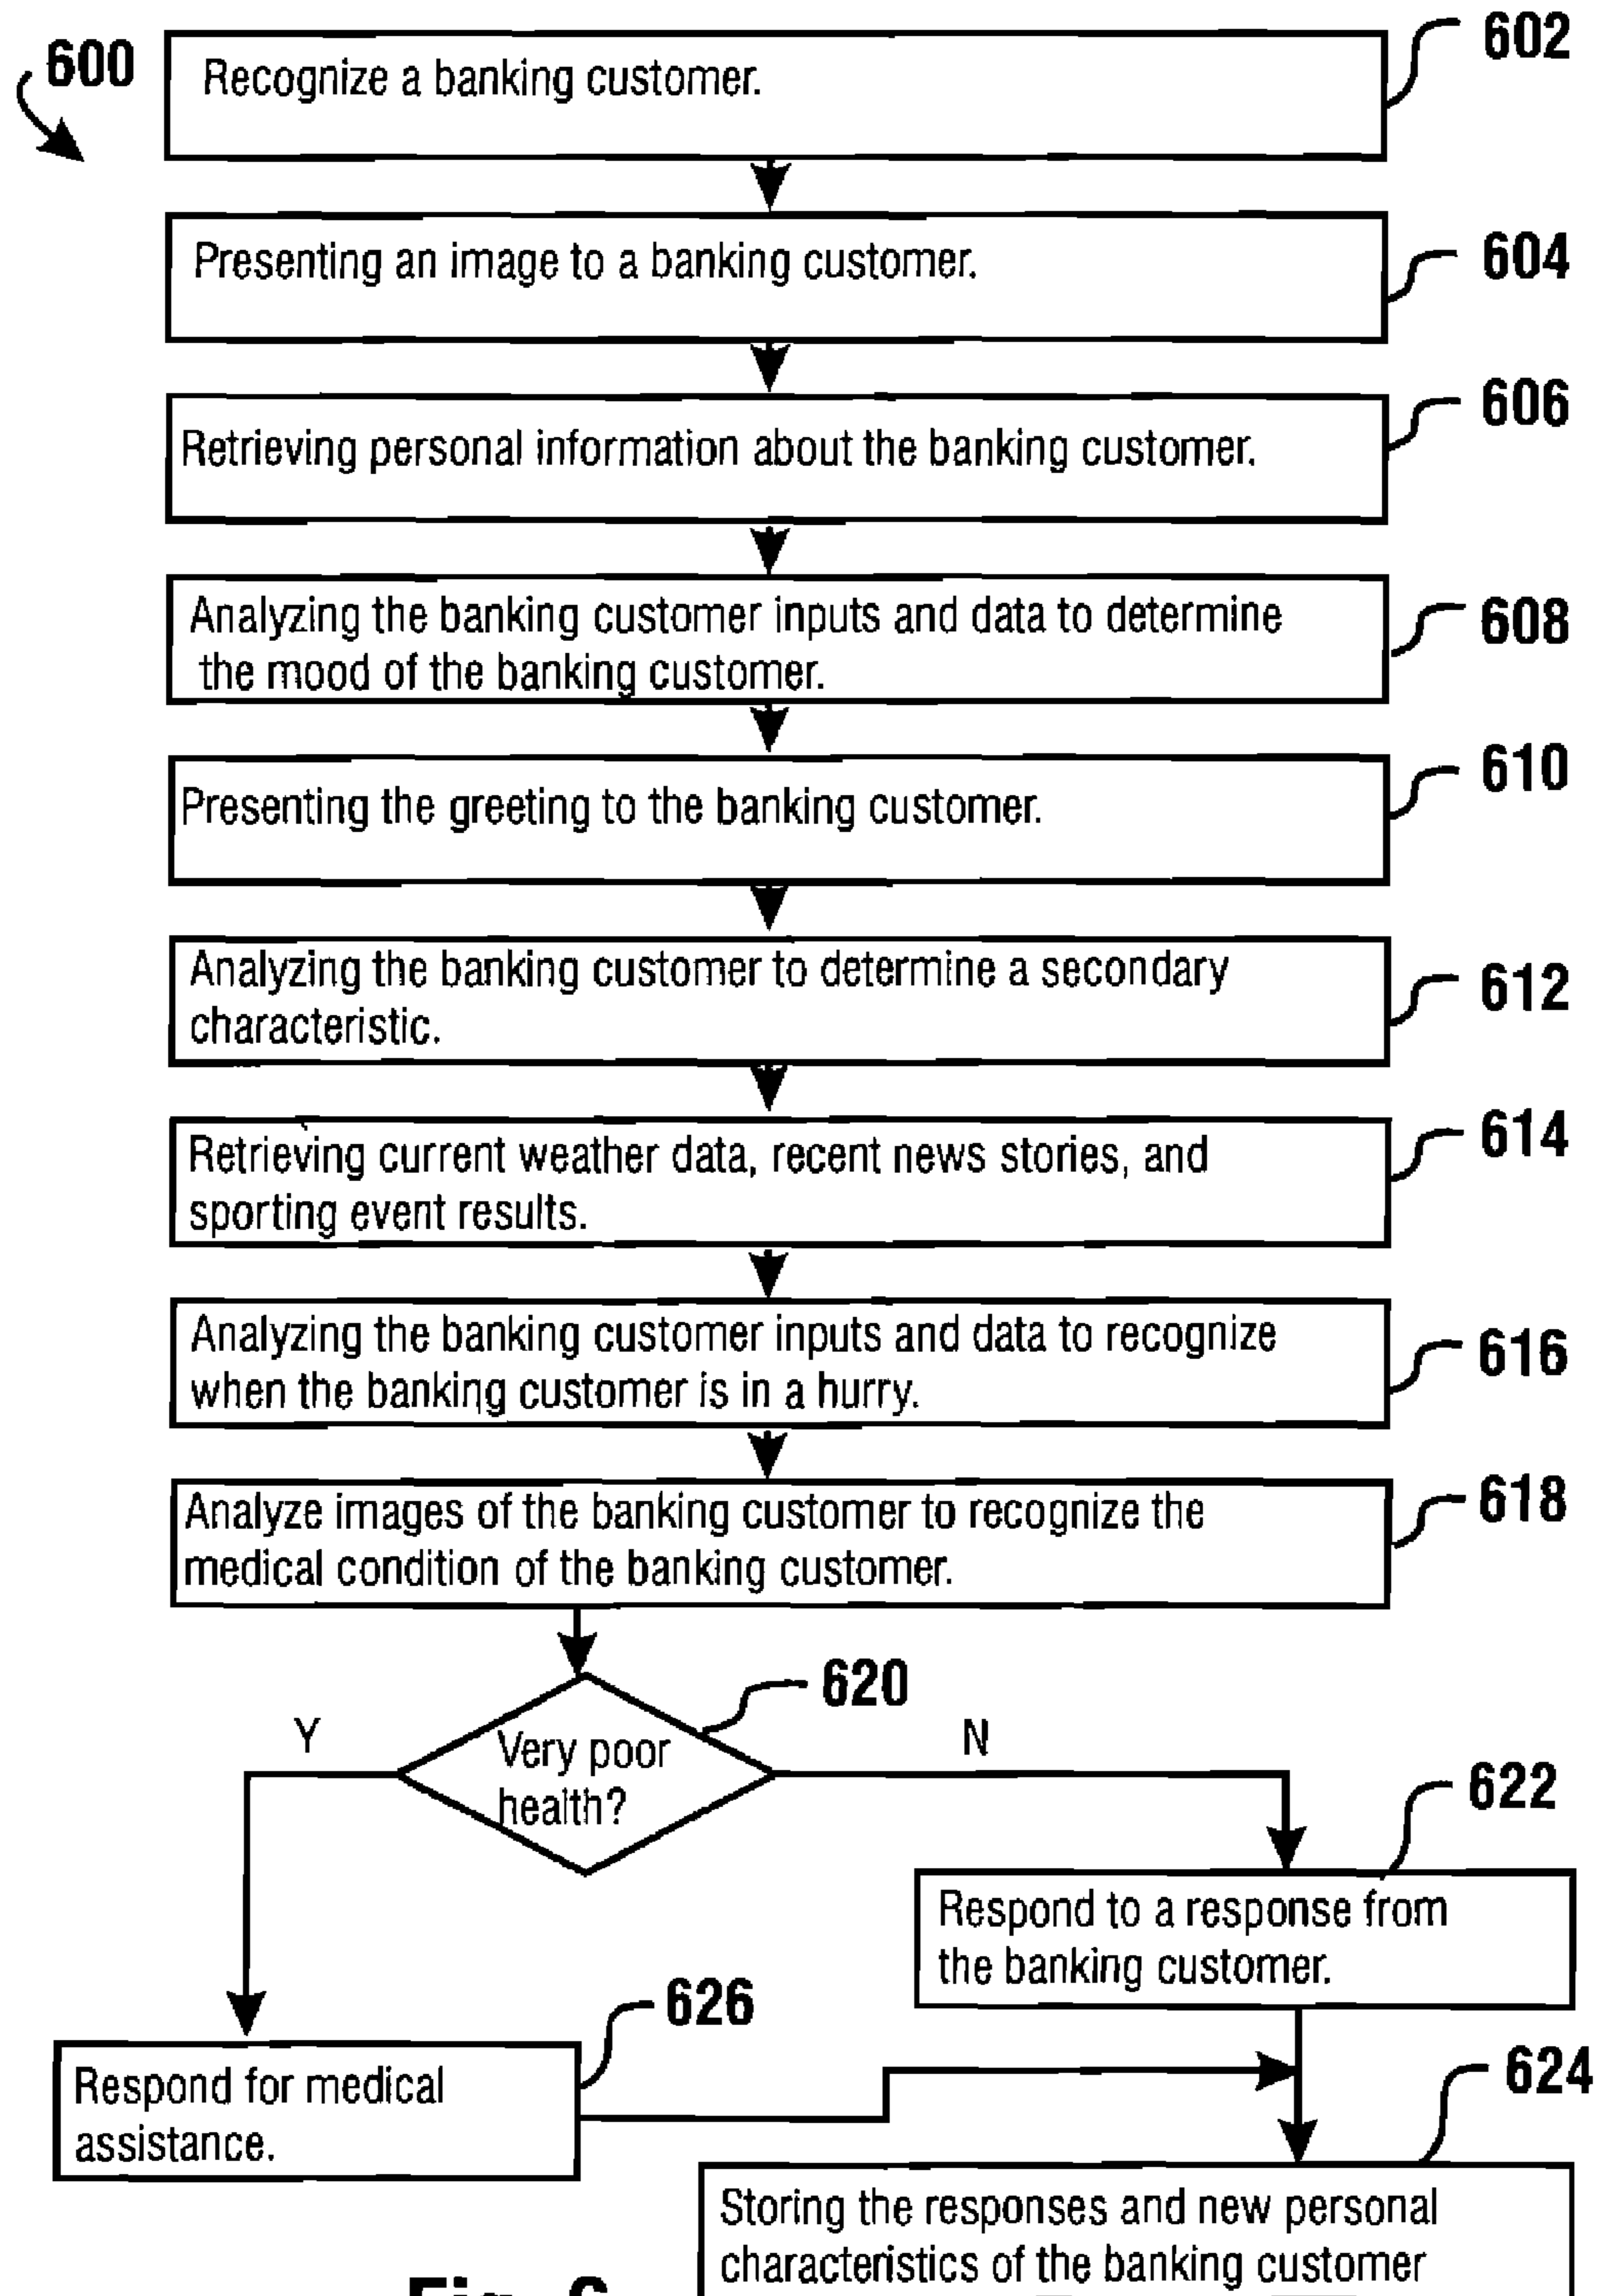 600
602
Recognize a banking customer.
604
Presenting an image to a banking customer.
606
Retrieving personal information about the banking customer.
608
Analyzing the banking customer inputs and data to determine
the mood of the banking customer.
610
Presenting the greeting to the banking customer.
612
Analyzing the banking customer to determine a secondary
characteristic.
614
Retrieving current weather data, recent news stories, and
sporting event results.
616
Analyzing the banking customer inputs and data to recognize
when the banking customer is in a hurry.
618
Analyze images of the banking customer to recognize the
medical condition of the banking customer.
620
Y
Very poor
health?
N
622
Respond to a response from
the banking customer.
626
Respond for medical
assistance.
624
Storing the responses and new personal
characteristics of the banking customer